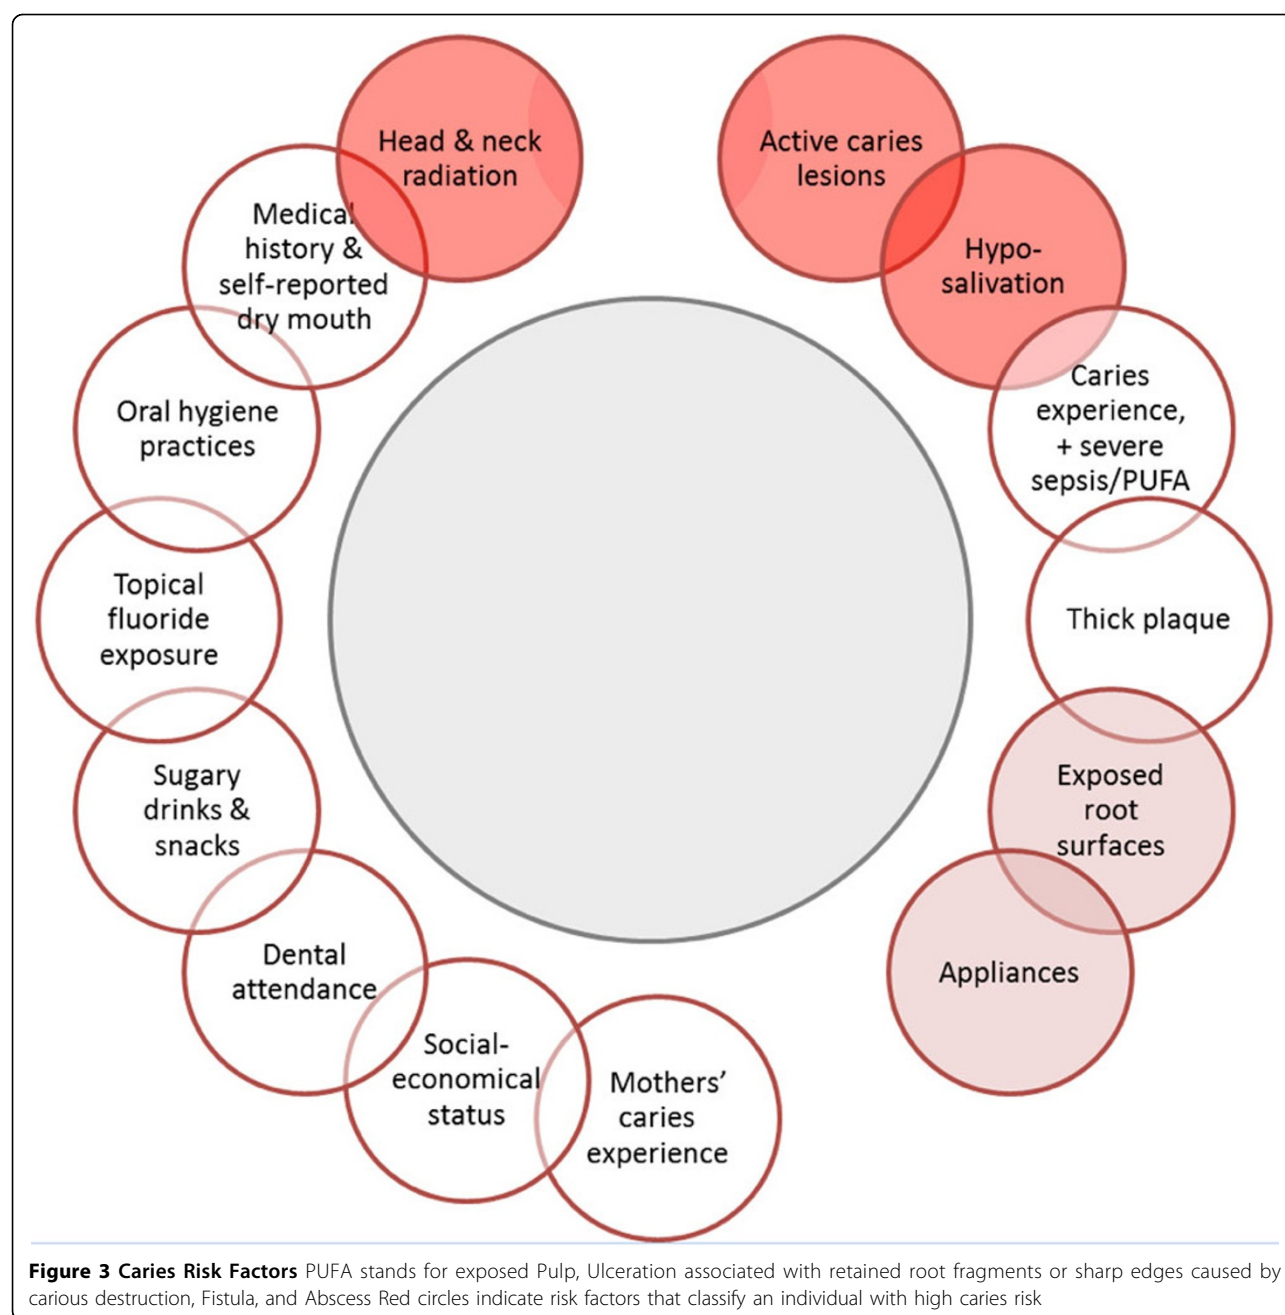 Head & neck
radiation
Active caries
lesions
Medical
history &
self-reported
dry mouth
Hypo-
salivation
Oral hygiene
practices
Caries
experience,
+ severe
sepsis/PUFA
Topical
fluoride
exposure
Thick plaque
Sugary
drinks &
snacks
Exposed
root
surfaces
Dental
attendance
Appliances
Social-
economical
status
Mothers’
caries
experience
Figure 3 Caries Risk Factors PUFA stands for exposed Pulp, Ulceration associated with retained root fragments or sharp edges caused by
carious destruction, Fistula, and Abscess Red circles indicate risk factors that classify an individual with high caries risk